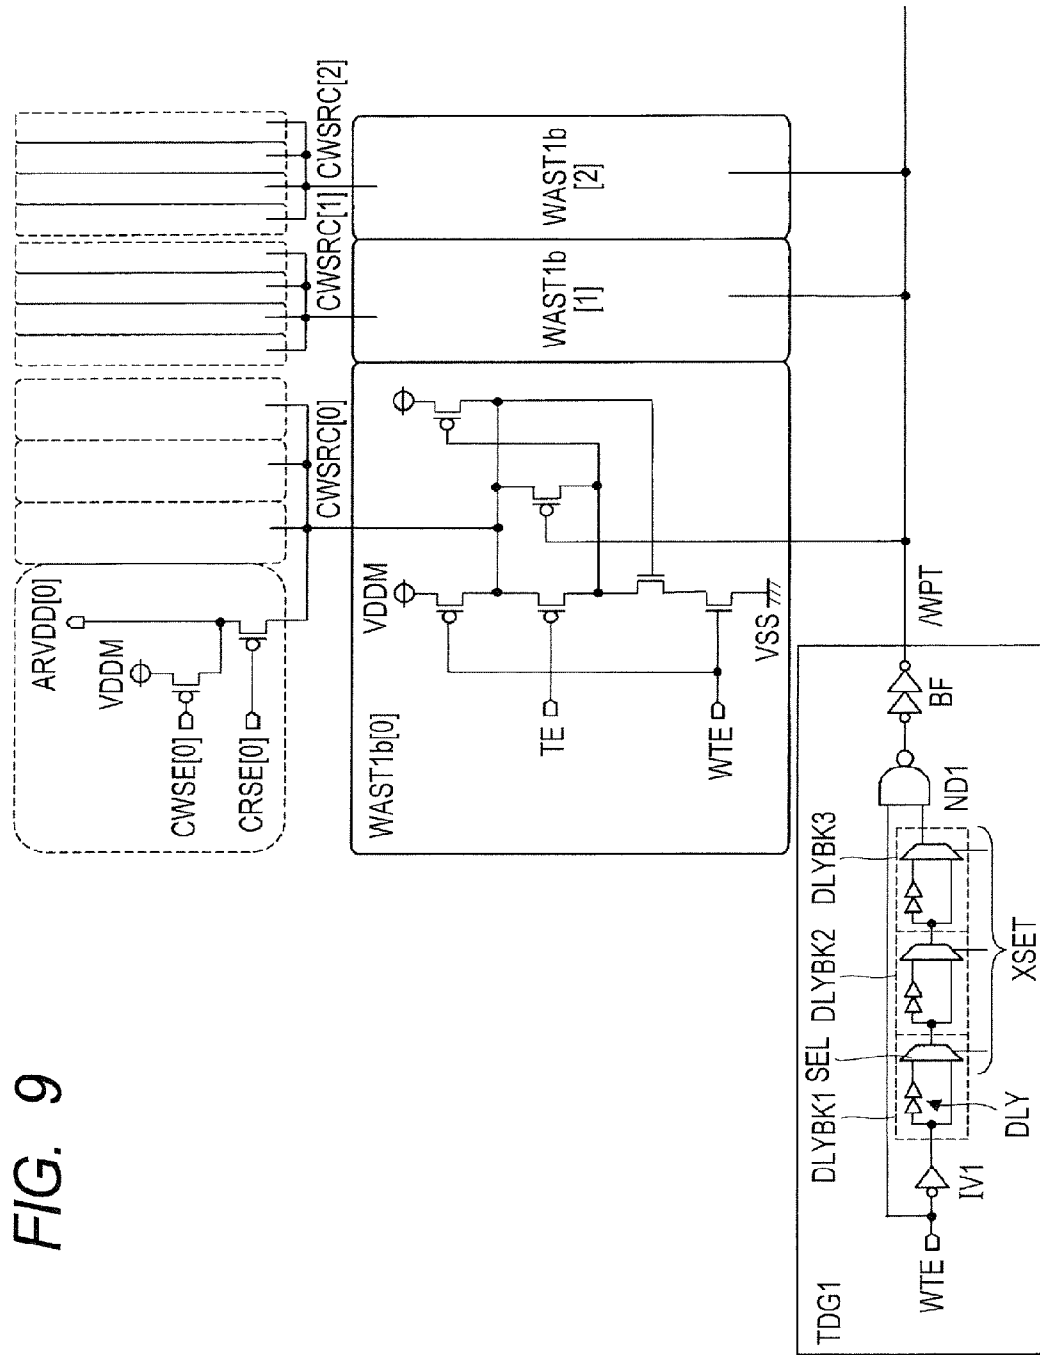 FIG. 9
ARVDD[0]
VDDM
CWSE[0]
CRSE[0]
CWSRC[0]
CWSRC[1]
CWSRC[2]
WAST1b[0]
VDDM
TE
WTE
VSS
WAST1b
[1]
WAST1b
[2]
TDG1
WTE
IV1
DLYBK1
SEL
DLYBK2
DLYBK3
DLY
XSET
ND1
BF
/WPT